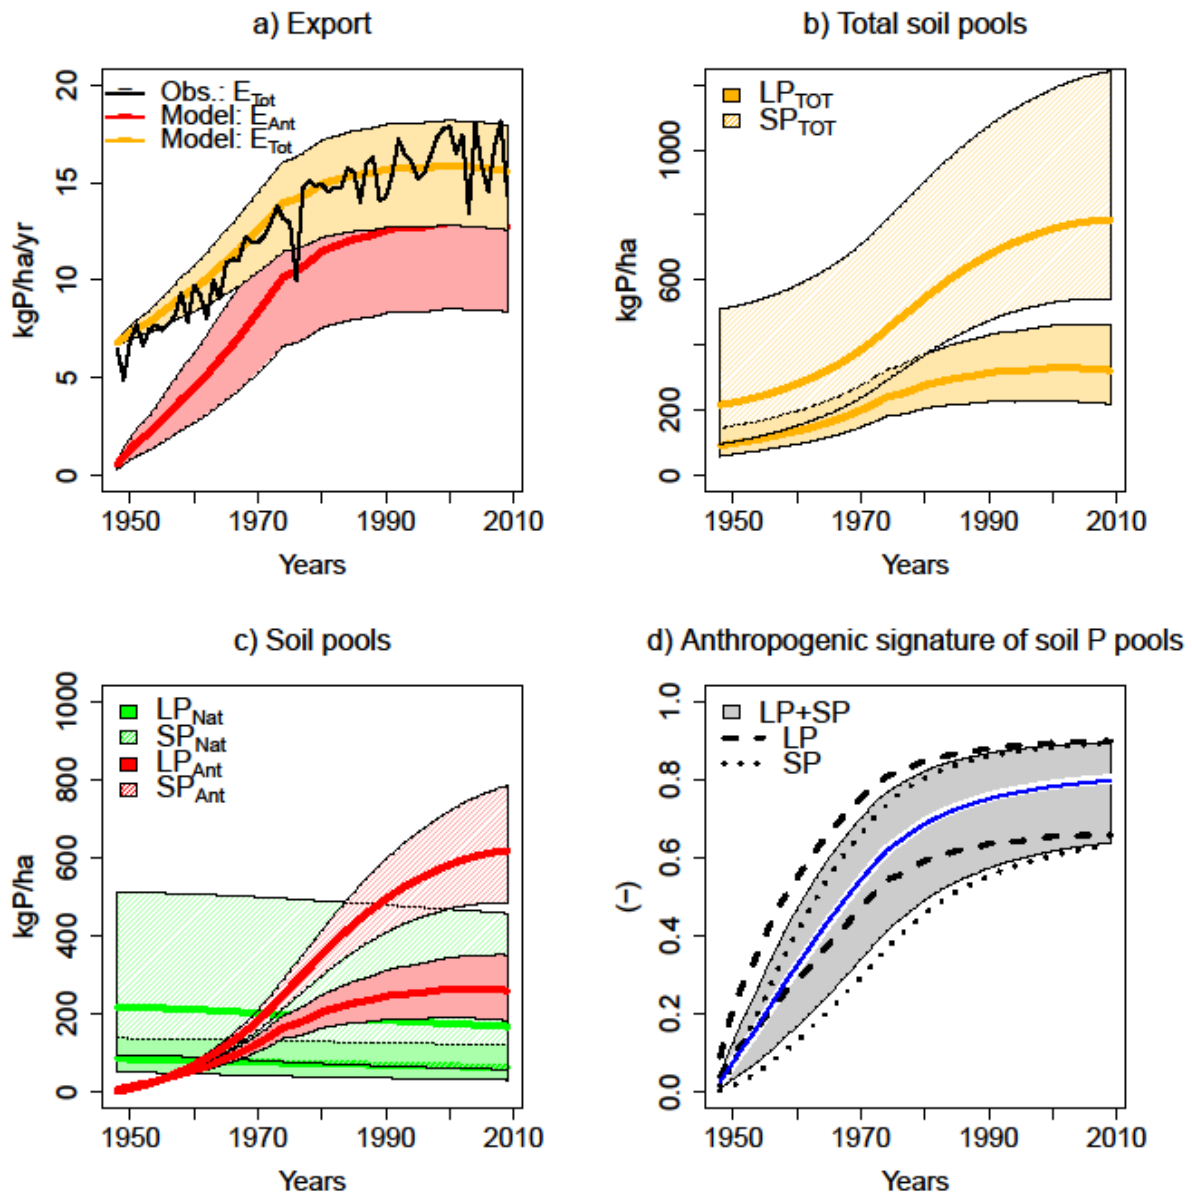 a) Export
kgP/ha/yr
20
15
10
5
0
Obs.: E_Tot
Model: E_Ant
Model: E_Tot
1950 1970 1990 2010
Years
b) Total soil pools
kgP/ha
1000
600
200
0
LP_TOT
SP_TOT
1950 1970 1990 2010
Years
c) Soil pools
kgP/ha
1000
800
600
400
200
0
LP_Nat
SP_Nat
LP_Ant
SP_Ant
1950 1970 1990 2010
Years
d) Anthropogenic signature of soil P pools
(−)
1.0
0.8
0.6
0.4
0.2
0.0
LP+SP
LP
SP
1950 1970 1990 2010
Years